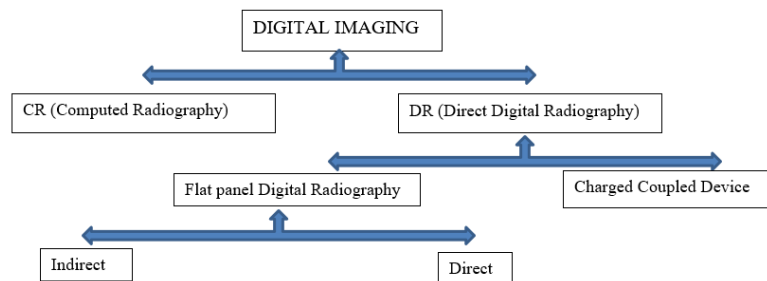 DIGITAL IMAGING
CR (Computed Radiography)
DR (Direct Digital Radiography)
Flat panel Digital Radiography
Charged Coupled Device
Indirect
Direct